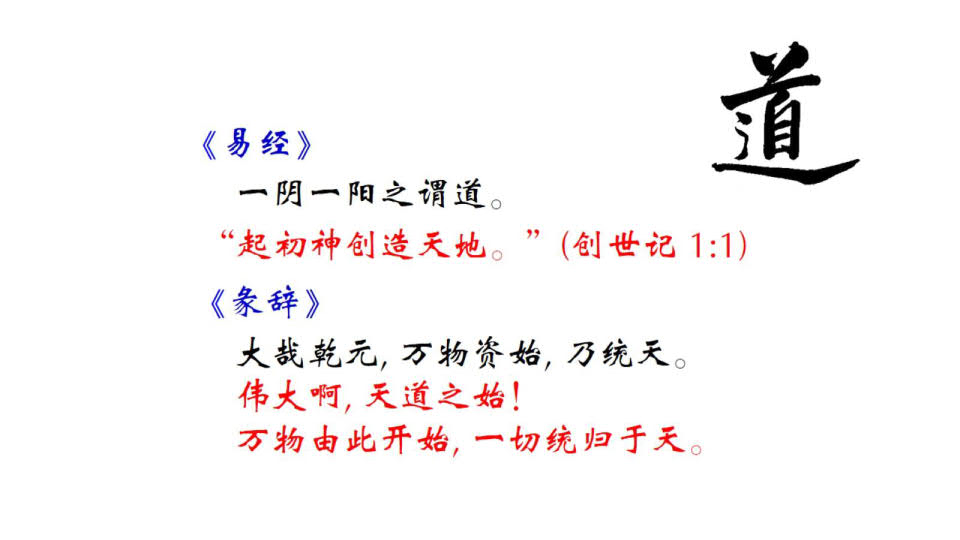 道
《易经》
一阴一阳之谓道。
“起初神创造天地。”(创世记 1:1)
《彖辞》
大哉乾元, 万物资始, 乃统天。
伟大啊, 天道之始!
万物由此开始, 一切统归于天。